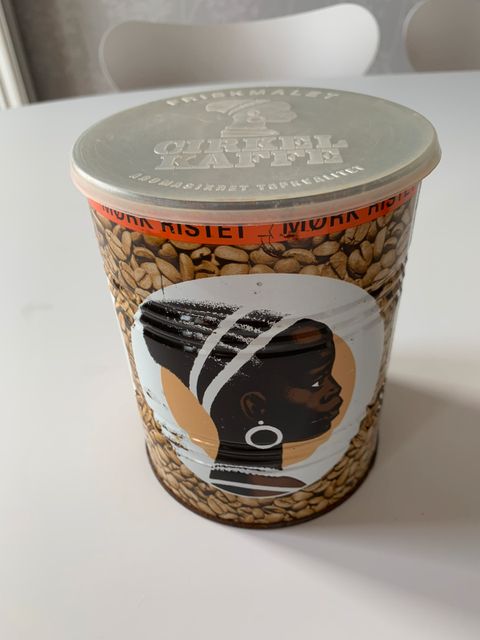 FRISKMALET
CIRKEL
KAFFE
AROMASIKRET TOPKVALITET
MØRK RISTET MØRK RISTET